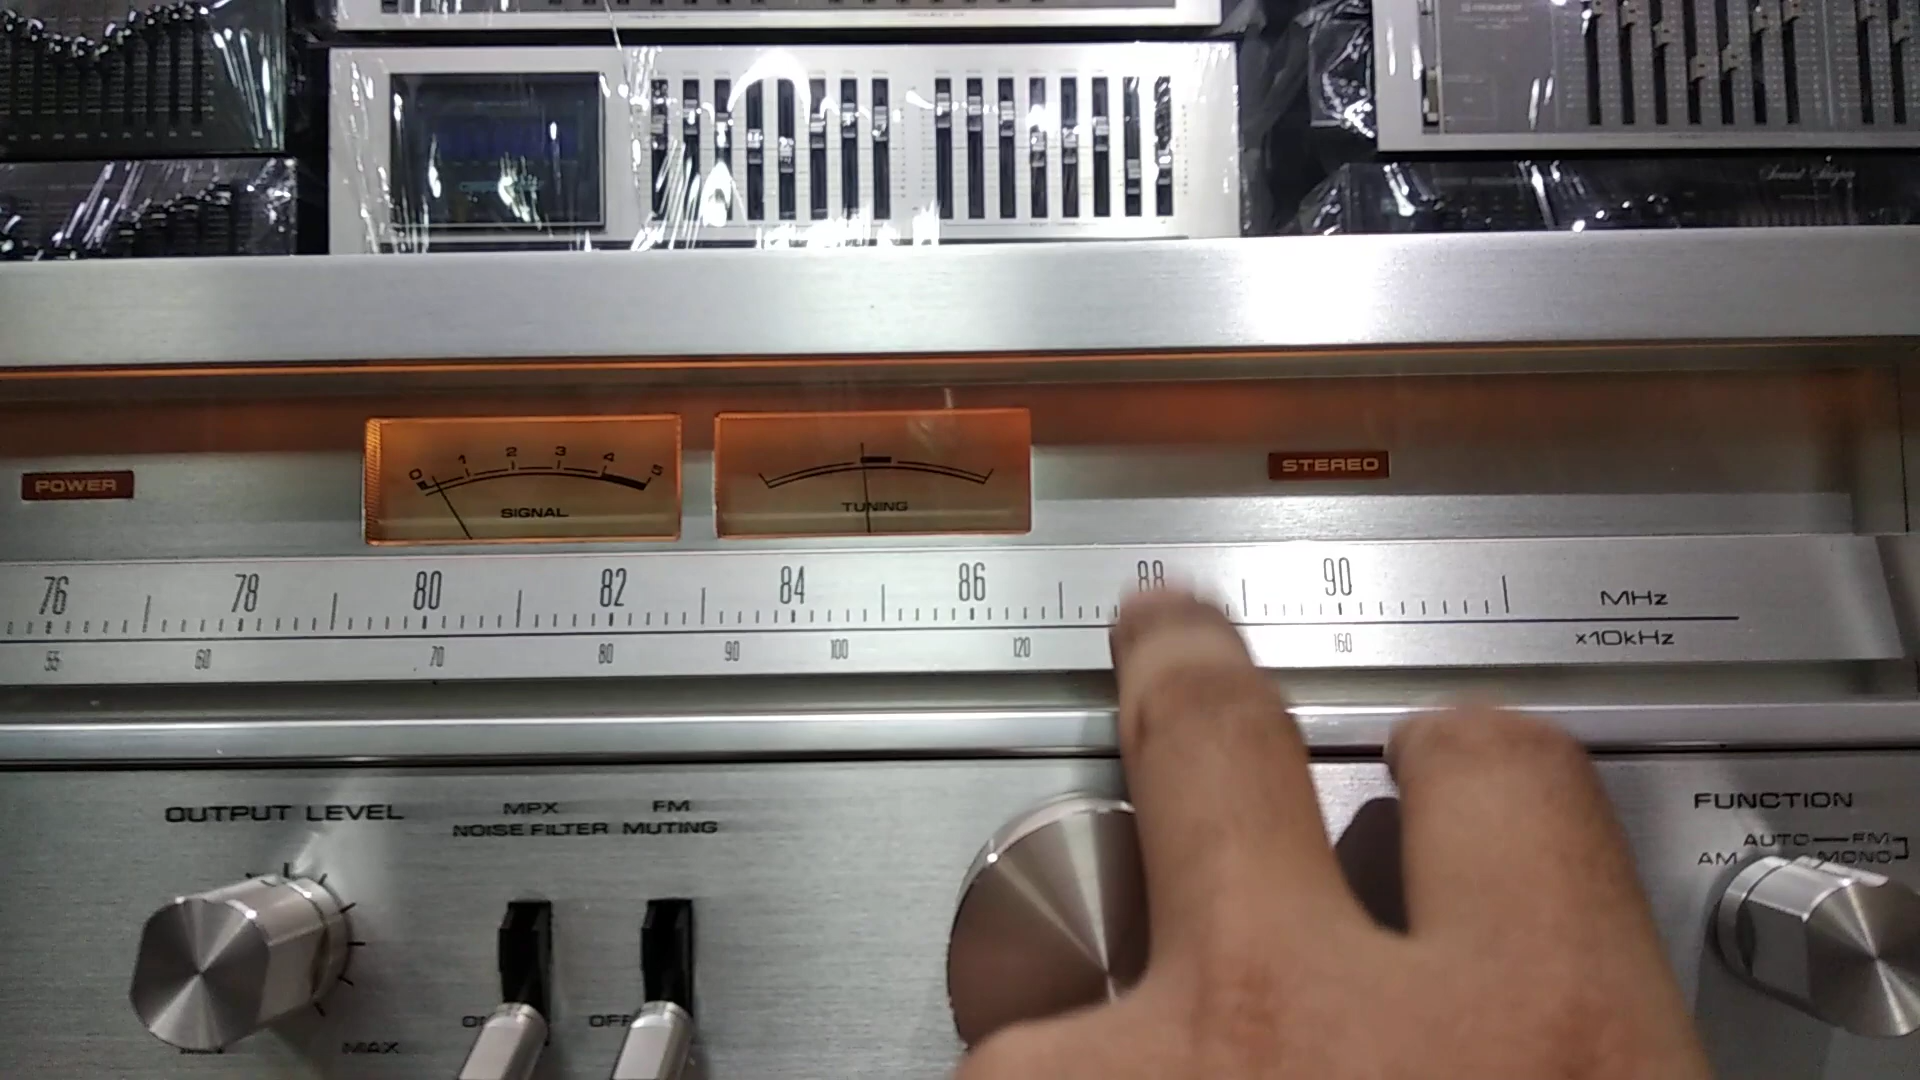 Sound Shaper
POWER
0 1 2 3 4 5
SIGNAL
TUNING
STEREO
76 78 80 82 84 86 88 90 MHz
55 60 70 80 90 100 120 160 x10kHz
OUTPUT LEVEL
MAX
MPX
NOISE FILTER
FM
MUTING
OFF
FUNCTION
AUTO FM
AM MONO